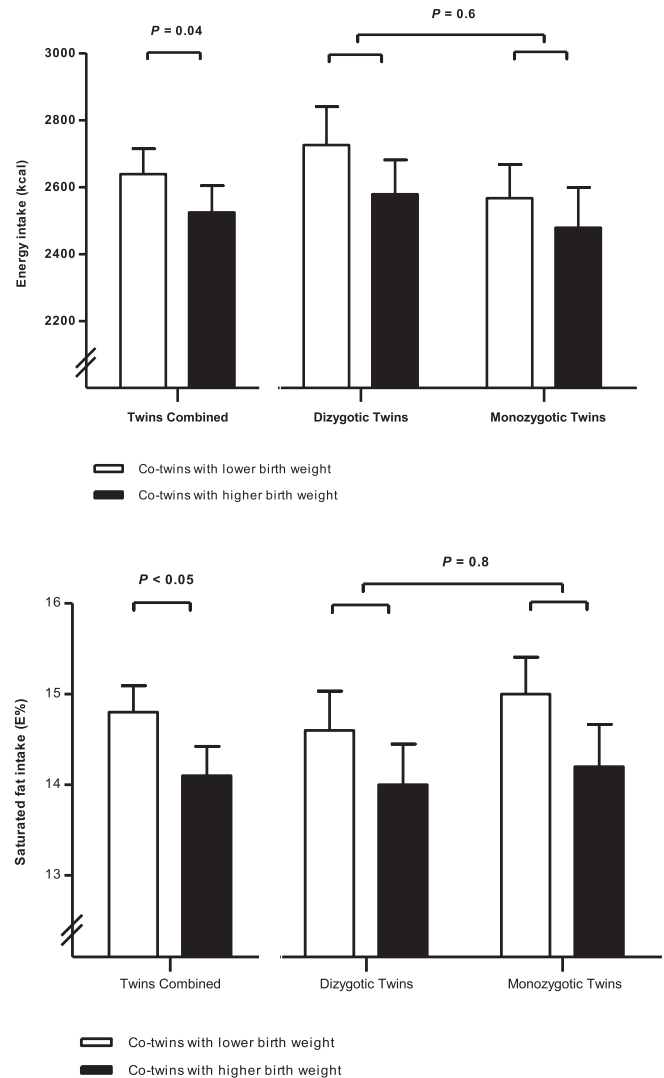 P = 0.6
P = 0.04
3000
2800
2600
2400
2200
Energy intake (kcal)
Twins Combined
Dizygotic Twins
Monozygotic Twins
Co-twins with lower birth weight
Co-twins with higher birth weight
P = 0.8
P < 0.05
16
15
14
13
Saturated fat intake (E%)
Twins Combined
Dizygotic Twins
Monozygotic Twins
Co-twins with lower birth weight
Co-twins with higher birth weight